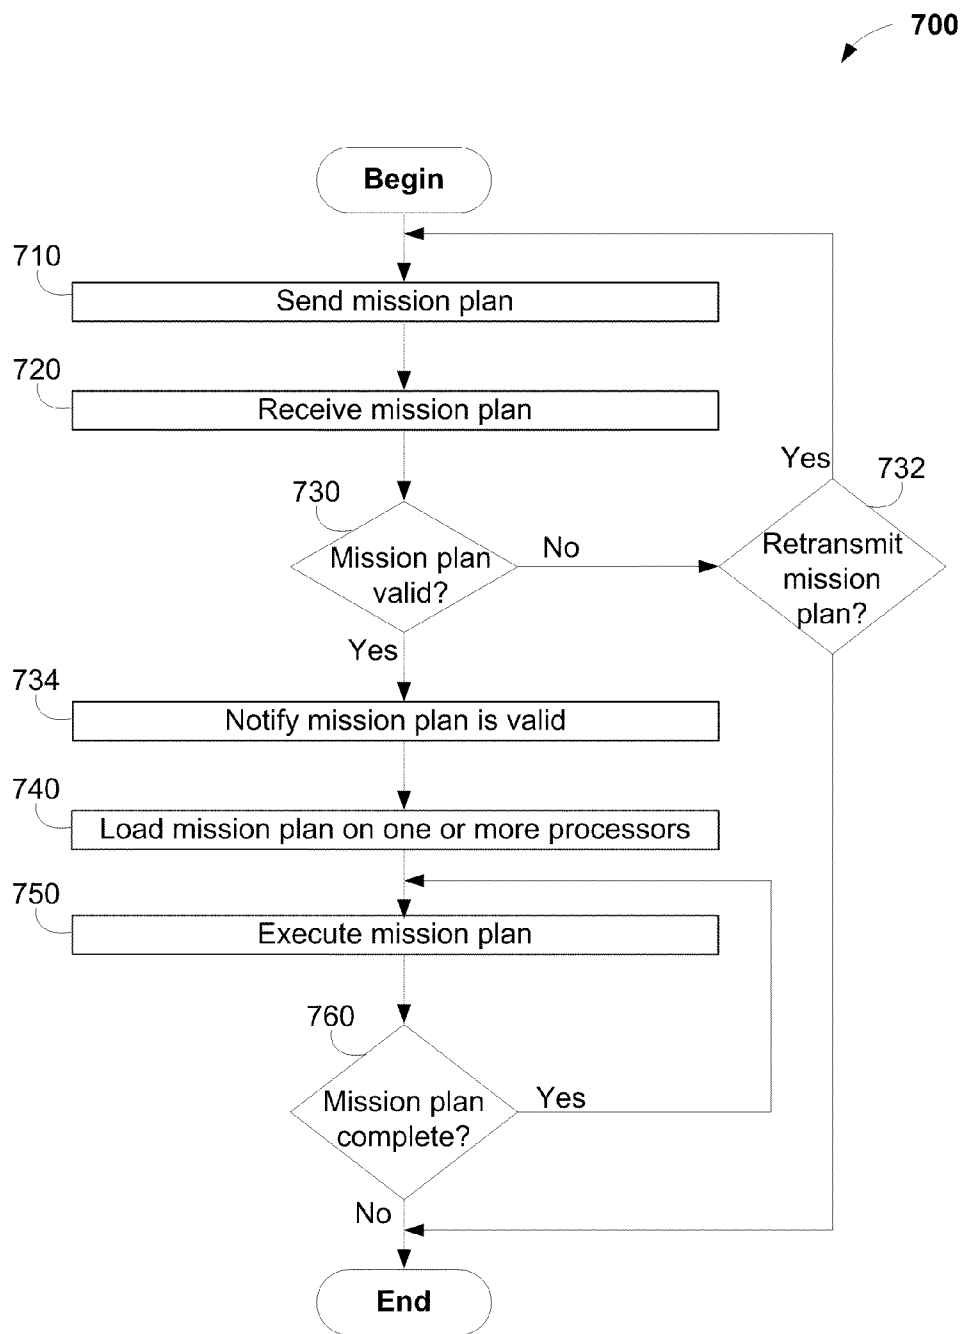 700
Begin
710
Send mission plan
720
Receive mission plan
730
Mission plan
valid?
No
Yes
732
Retransmit
mission
plan?
Yes
734
Notify mission plan is valid
740
Load mission plan on one or more processors
750
Execute mission plan
760
Mission plan
complete?
Yes
No
End